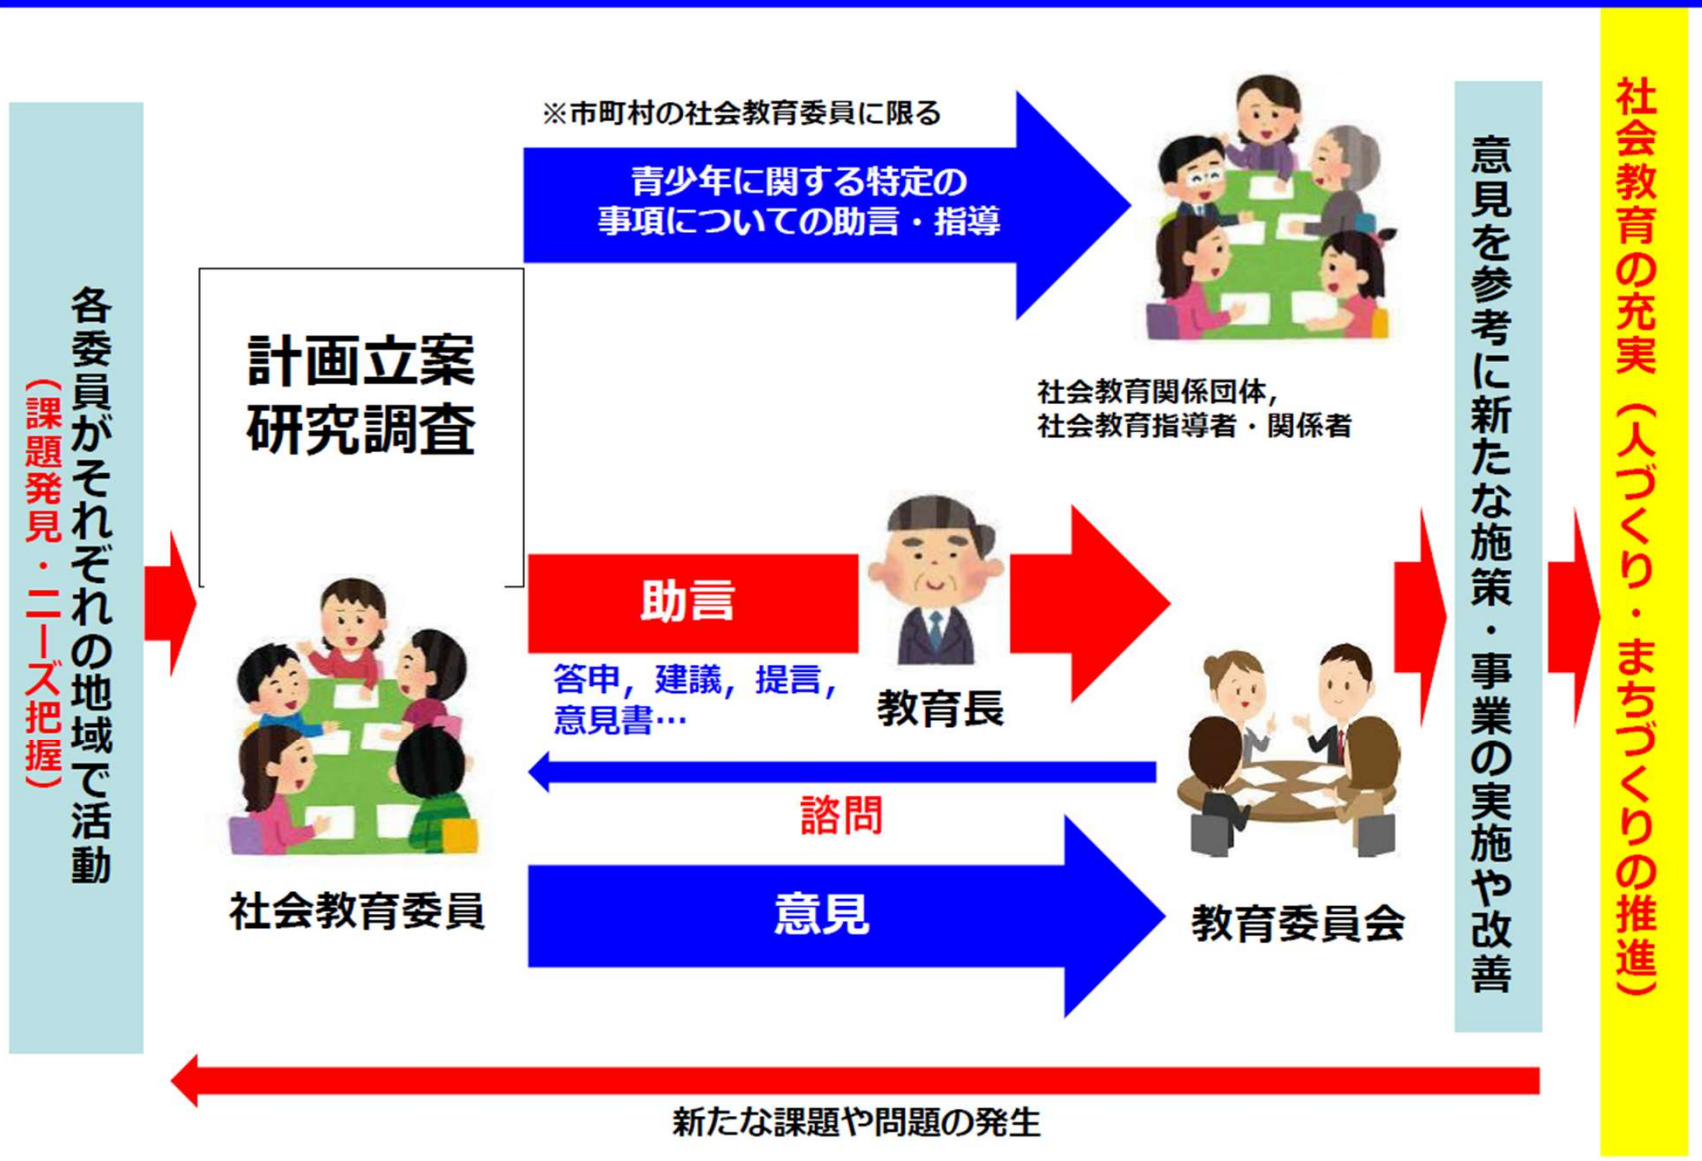 各委員がそれぞれの地域で活動
（課題発見・ニーズ把握）
計画立案
研究調査
社会教育委員
※市町村の社会教育委員に限る
青少年に関する特定の
事項についての助言・指導
社会教育関係団体，
社会教育指導者・関係者
助言
答申，建議，提言，
意見書…
教育長
諮問
意見
教育委員会
意見を参考に新たな施策・事業の実施や改善
社会教育の充実（人づくり・まちづくりの推進）
新たな課題や問題の発生